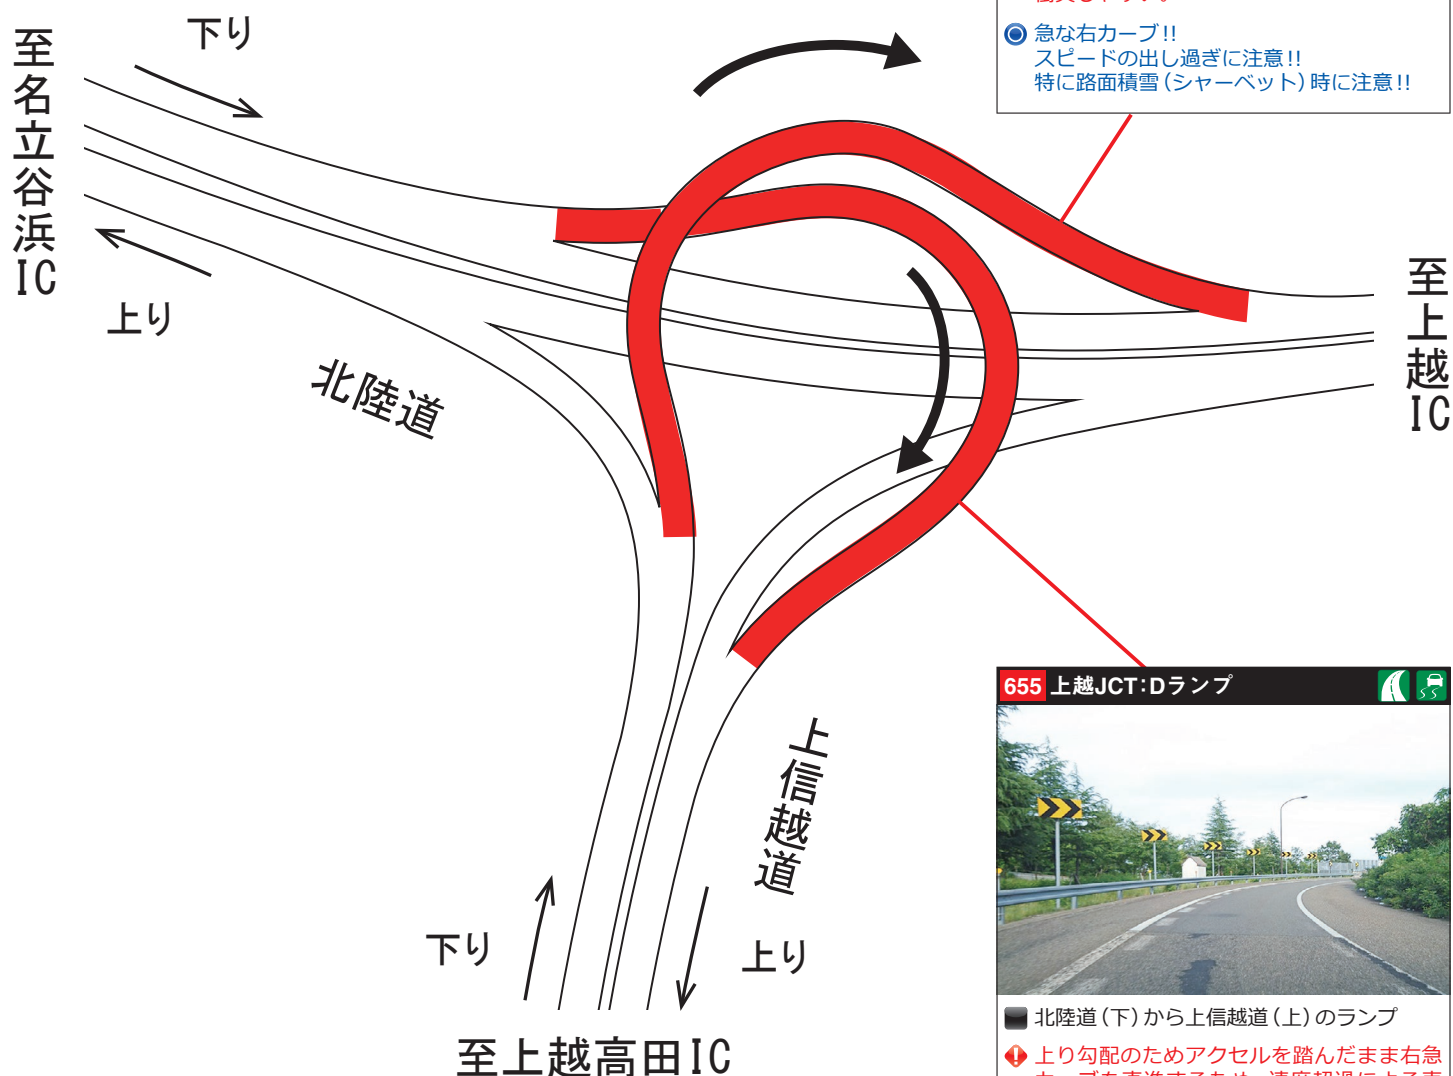 下り
至名立谷浜IC
上り
北陸道
急な右カーブ!!
スピードの出し過ぎに注意!!
特に路面積雪(シャーベット)時に注意!!
至上越IC
655 上越JCT:Dランプ
上信越道
下り
上り
至上越高田IC
北陸道(下)から上信越道(上)のランプ
上り勾配のためアクセルを踏んだまま右急